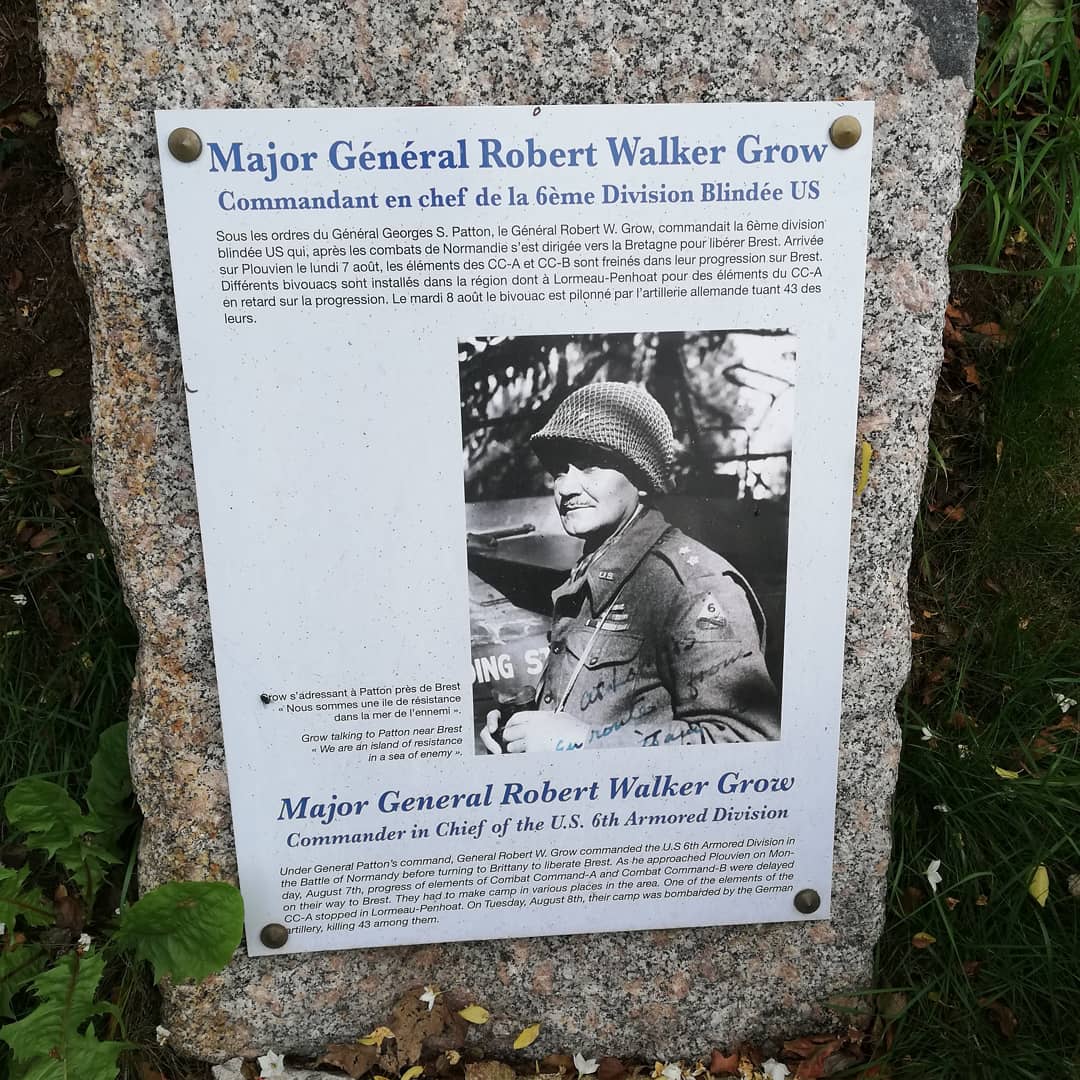 Major Général Robert Walker Grow
Commandant en chef de la 6ème Division Blindée US
Sous les ordres du Général Georges S. Patton, le Général Robert W. Grow, commandait la 6ème division
blindée US qui, après les combats de Normandie s'est dirigée vers la Bretagne pour libérer Brest. Arrivée
sur Plouvien le lundi 7 août, les éléments des CC-A et CC-B sont freinés dans leur progression sur Brest.
Différents bivouacs sont installés dans la région dont à Lormeau-Penhoat pour des éléments du CC-A
en retard sur la progression. Le mardi 8 août le bivouac est pilonné par l'artillerie allemande tuant 43 des
leurs.
U.S.
6
DING ST
Grow s'adressant à Patton près de Brest
« Nous sommes une ile de résistance
dans la mer de l'ennemi ».
Grow talking to Patton near Brest
« We are an island of resistance
in a sea of enemy ».
Major General Robert Walker Grow
Commander in Chief of the U.S. 6th Armored Division
Under General Patton's command, General Robert W. Grow commanded the U.S 6th Armored Division in
the Battle of Normandy before turning to Brittany to liberate Brest. As he approached Plouvien on Mon-
day, August 7th, progress of elements of Combat Command-A and Combat Command-B were delayed
on their way to Brest. They had to make camp in various places in the area. One of the elements of the
CC-A stopped in Lormeau-Penhoat. On Tuesday, August 8th, their camp was bombarded by the German
artillery, killing 43 among them.